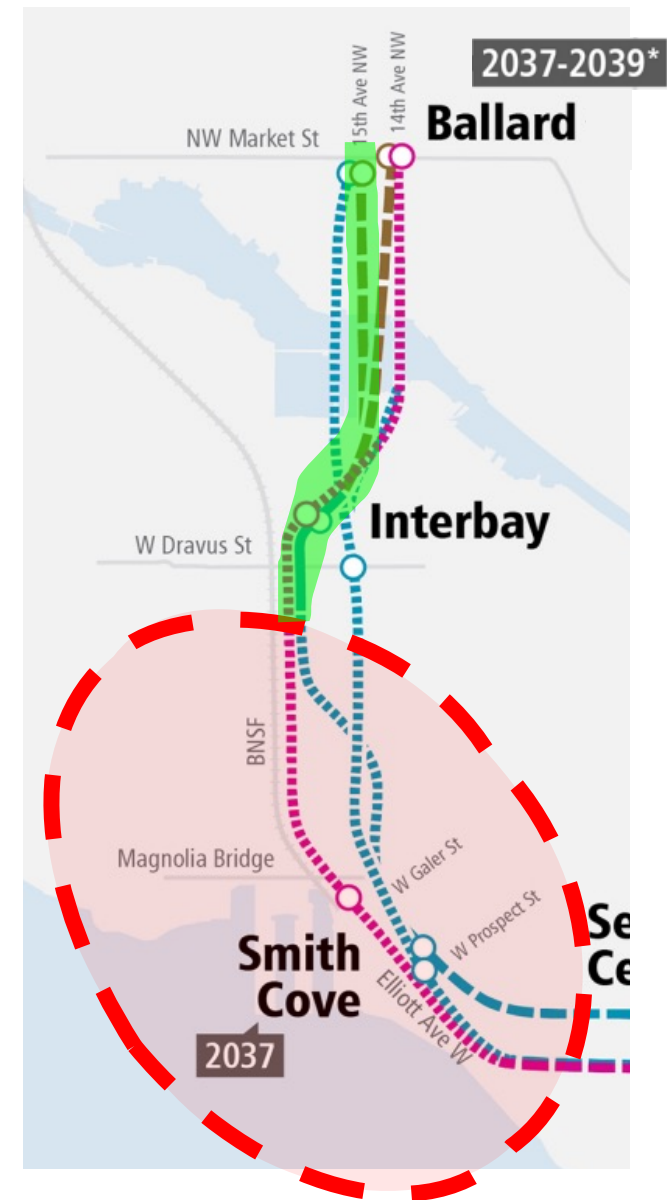 2037-2039*
15th Ave NW
14th Ave NW
Ballard
NW Market St
Interbay
W Dravus St
BNSF
Magnolia Bridge
W Galer St
W Prospect St
Se
Ce
Smith
Cove
Elliott Ave W
2037